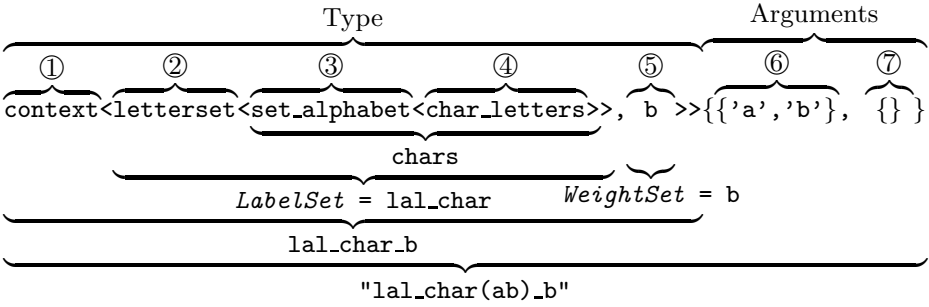 Type Arguments
① ② ③ ④ ⑤ ⑥ ⑦
context<letterset<set_alphabet<char_letters>>, b >>{{'a','b'}, {} }
chars
LabelSet = lal_char WeightSet = b
lal_char_b
"lal_char(ab)_b"